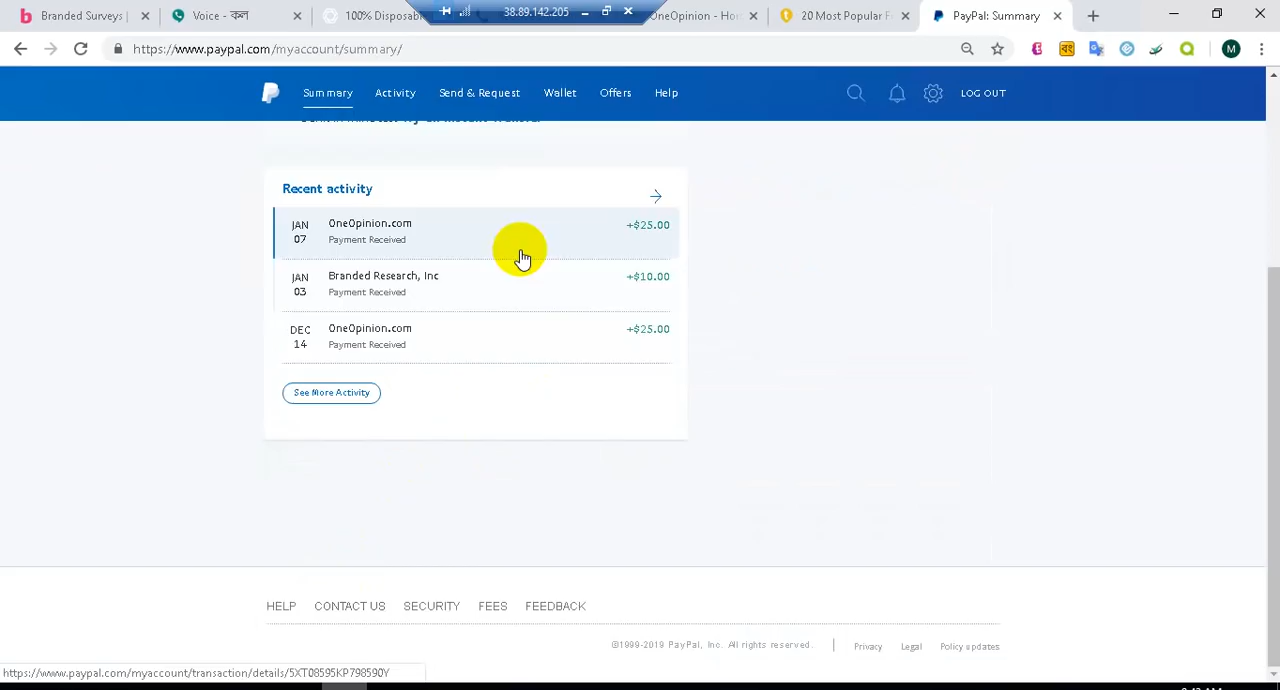 Branded Surveys |
Voice - কল
100% Disposab
38.89.142.205
OneOpinion - Ho
20 Most Popular F
PayPal: Summary
https://www.paypal.com/myaccount/summary/
M
Summary
Activity
Send & Request
Wallet
Offers
Help
LOG OUT
Recent activity
JAN 07
OneOpinion.com
+$25.00
Payment Received
JAN 03
Branded Research, Inc
+$10.00
Payment Received
DEC 14
OneOpinion.com
+$25.00
Payment Received
See More Activity
HELP
CONTACT US
SECURITY
FEES
FEEDBACK
©1999-2019 PayPal, Inc. All rights reserved.
Privacy
Legal
Policy updates
https://www.paypal.com/myaccount/transaction/details/5XT08595KP798590Y